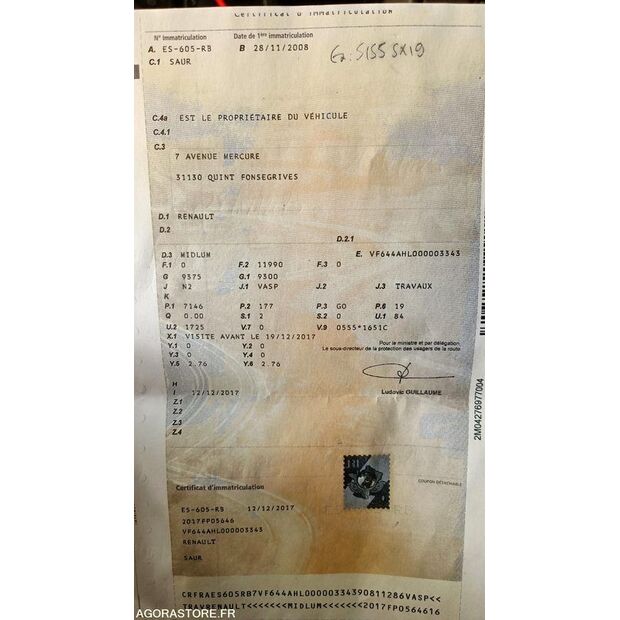 Certificat d'immatriculation
N° Immatriculation Date de 1ère immatriculation
A. ES-605-RB B 28/11/2008
C.1 SAUR
C.4a EST LE PROPRIÉTAIRE DU VÉHICULE
C.4.1
C.3
7 AVENUE MERCURE
31130 QUINT FONSEGRIVES
D.1 RENAULT
D.2
D.2.1
D.3 MIDLUM E. VF644AHL000003343
F.1 0 F.2 11990 F.3 0
G 9375 G.1 9300
J N2 J.1 VASP J.2 J.3 TRAVAUX
K
P.1 7146 P.2 177 P.3 GO P.6 19
Q 0.00 S.1 2 S.2 0 U.1 84
U.2 1725 V.7 0 V.9 0555*1651C
X.1 VISITE AVANT LE 19/12/2017
Y.1 0 Y.2 0
Y.3 0 Y.4 0
Y.5 2.76 Y.6 2.76
Pour le ministre et par délégation
Le sous-directeur de la protection des usagers de la route
Ludovic GUILLAUME
H
I 12/12/2017
Z.1
Z.2
Z.3
Z.4
2M04276977004
Certificat d'immatriculation
COUPON DÉTACHABLE
ES-605-RB 12/12/2017
2017FP05646
VF644AHL000003343
RENAULT
SAUR
CRFRAES605RB7VF644AHL00000334390811286VASP<<
TRAVRENAULT<<<<<<<MIDLUM<<<<<<<2017FP0564616
AGORASTORE.FR